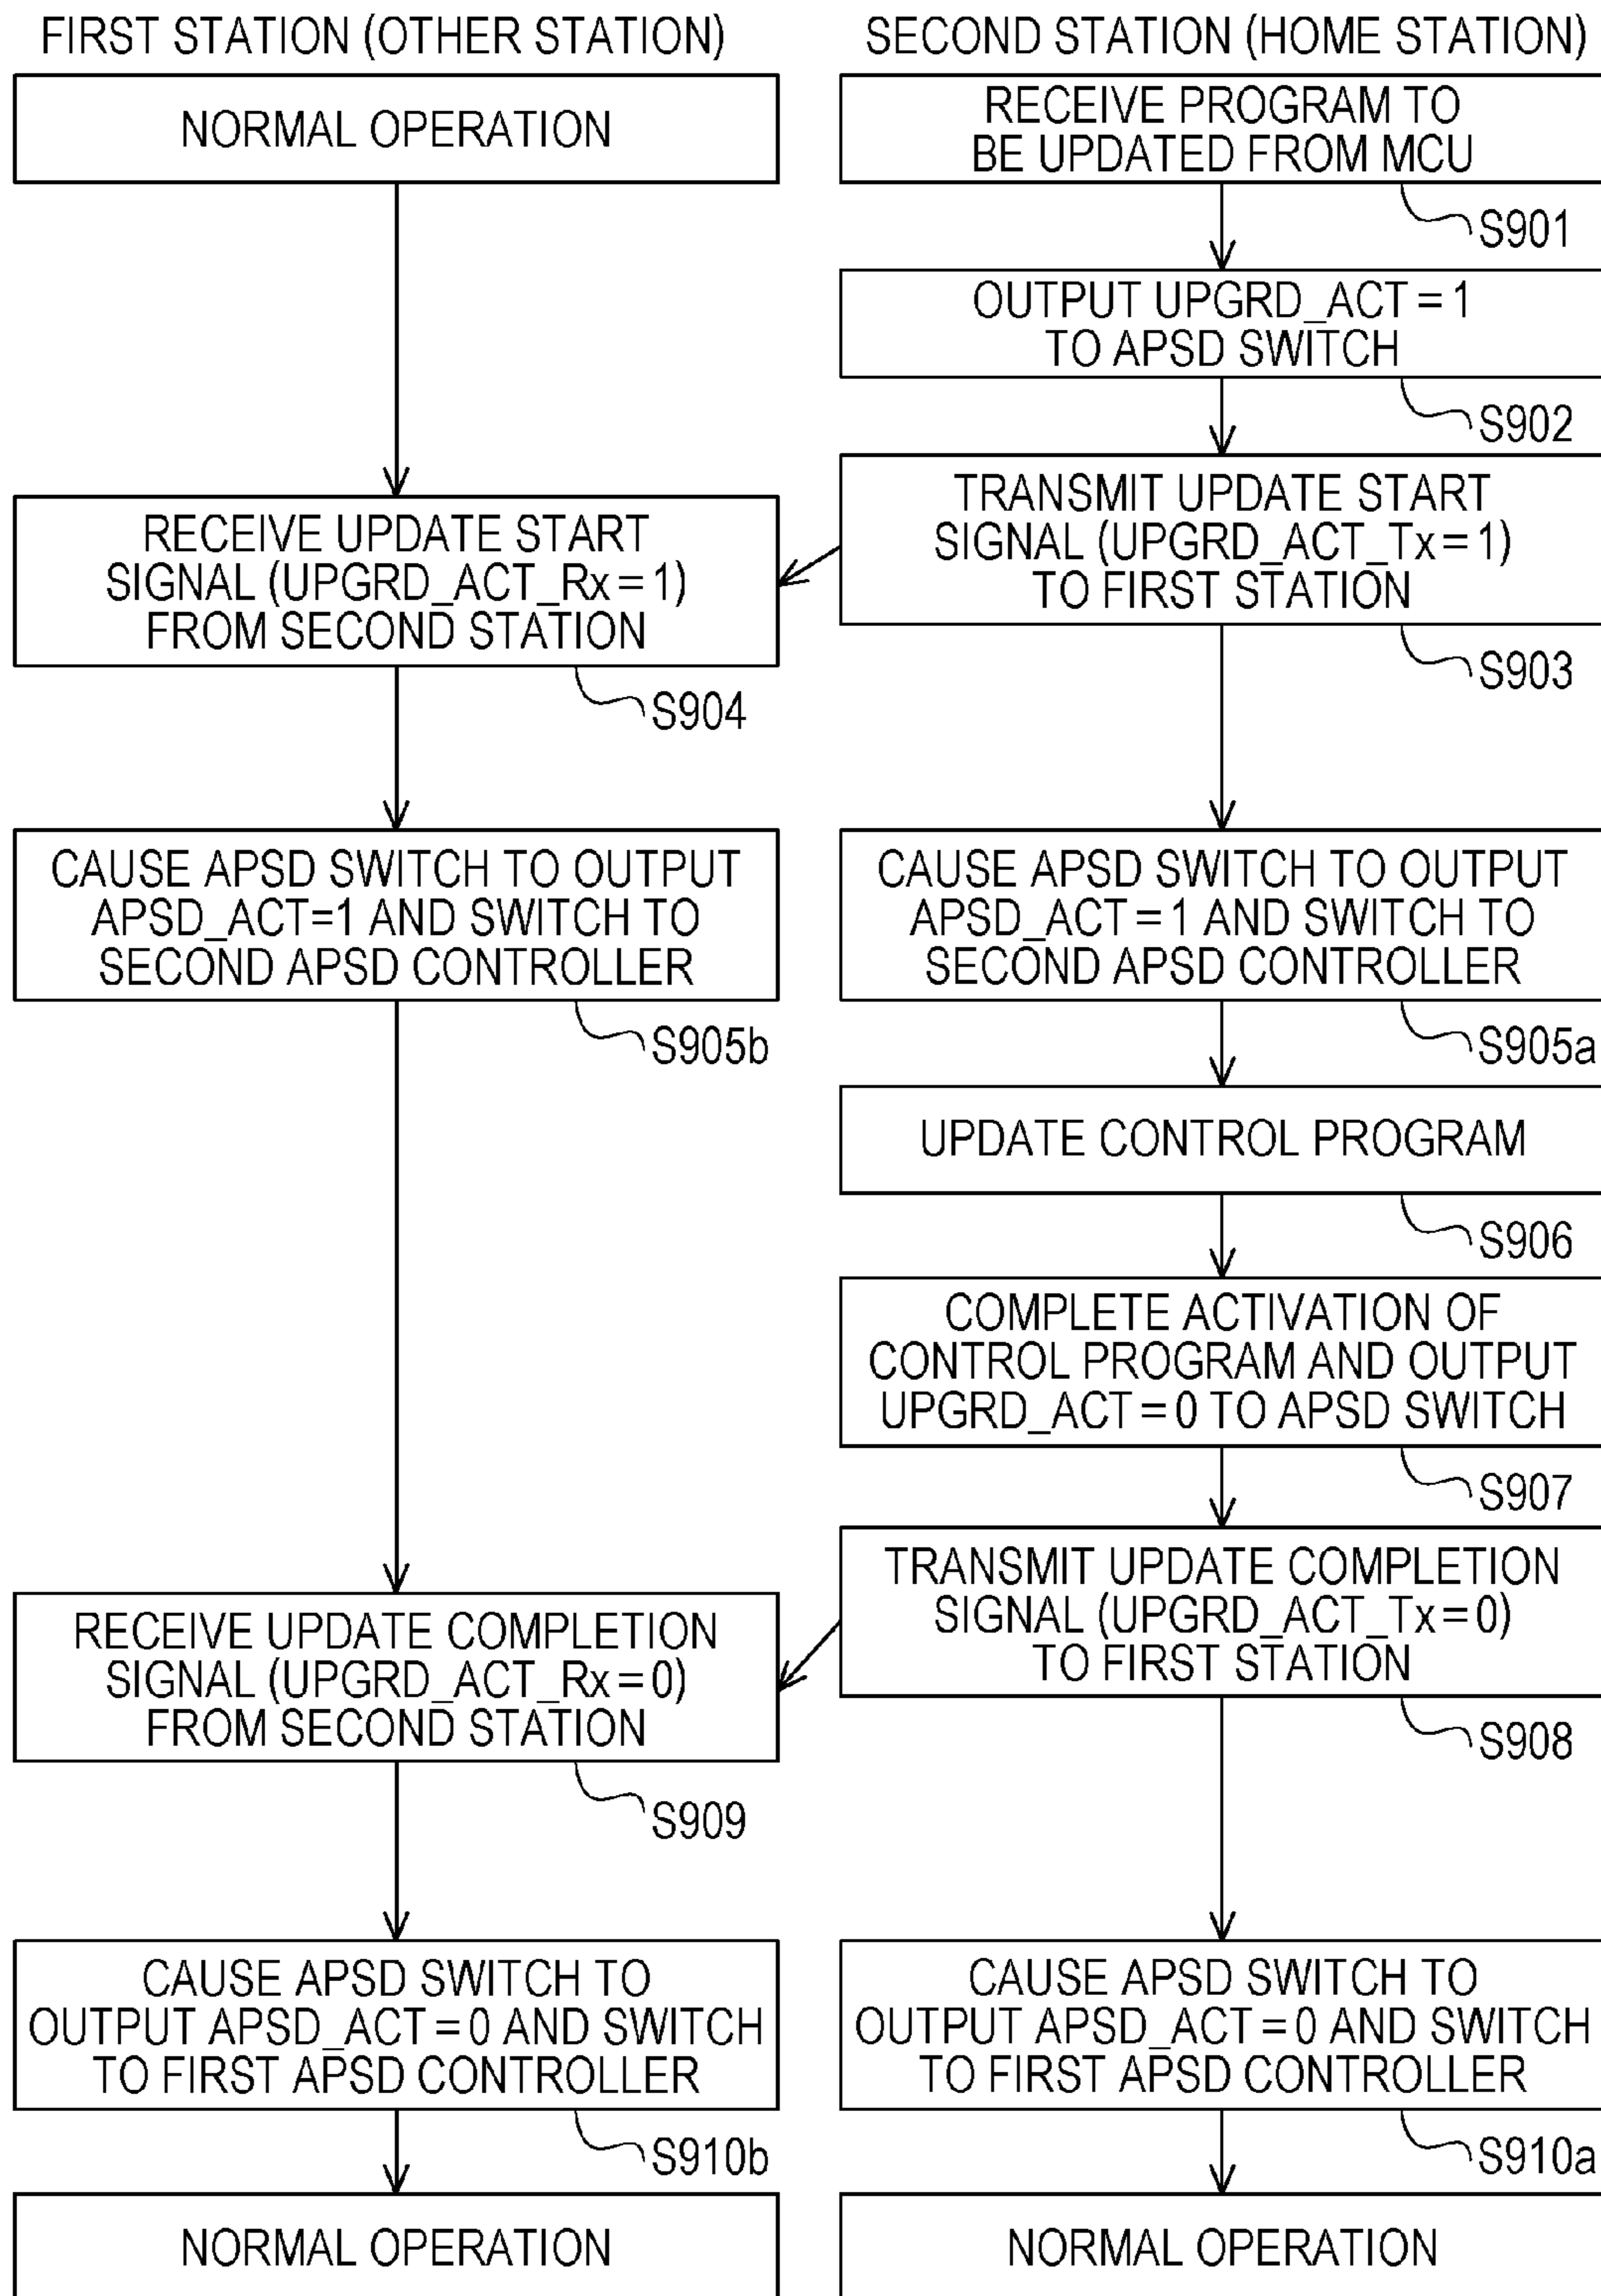 FIRST STATION (OTHER STATION)
SECOND STATION (HOME STATION)
NORMAL OPERATION
RECEIVE PROGRAM TO
BE UPDATED FROM MCU
S901
OUTPUT UPGRD_ACT = 1
TO APSD SWITCH
S902
TRANSMIT UPDATE START
SIGNAL (UPGRD_ACT_Tx = 1)
TO FIRST STATION
S903
RECEIVE UPDATE START
SIGNAL (UPGRD_ACT_Rx = 1)
FROM SECOND STATION
S904
CAUSE APSD SWITCH TO OUTPUT
APSD_ACT=1 AND SWITCH TO
SECOND APSD CONTROLLER
S905b
CAUSE APSD SWITCH TO OUTPUT
APSD_ACT = 1 AND SWITCH TO
SECOND APSD CONTROLLER
S905a
UPDATE CONTROL PROGRAM
S906
COMPLETE ACTIVATION OF
CONTROL PROGRAM AND OUTPUT
UPGRD_ACT = 0 TO APSD SWITCH
S907
TRANSMIT UPDATE COMPLETION
SIGNAL (UPGRD_ACT_Tx = 0)
TO FIRST STATION
S908
RECEIVE UPDATE COMPLETION
SIGNAL (UPGRD_ACT_Rx = 0)
FROM SECOND STATION
S909
CAUSE APSD SWITCH TO
OUTPUT APSD_ACT = 0 AND SWITCH
TO FIRST APSD CONTROLLER
S910b
CAUSE APSD SWITCH TO
OUTPUT APSD_ACT = 0 AND SWITCH
TO FIRST APSD CONTROLLER
S910a
NORMAL OPERATION
NORMAL OPERATION